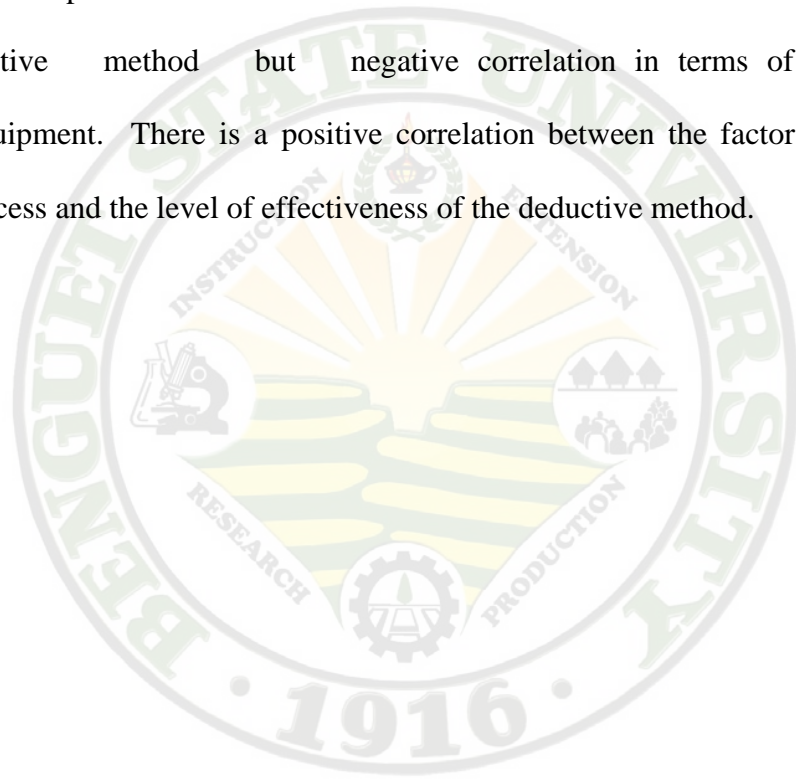 tive method but negative correlation in terms of
uipment. There is a positive correlation between the factor
cess and the level of effectiveness of the deductive method.
BENGUET STATE UNIVERSITY
INSTRUCTION
EXTENSION
RESEARCH
PRODUCTION
· 1916 ·